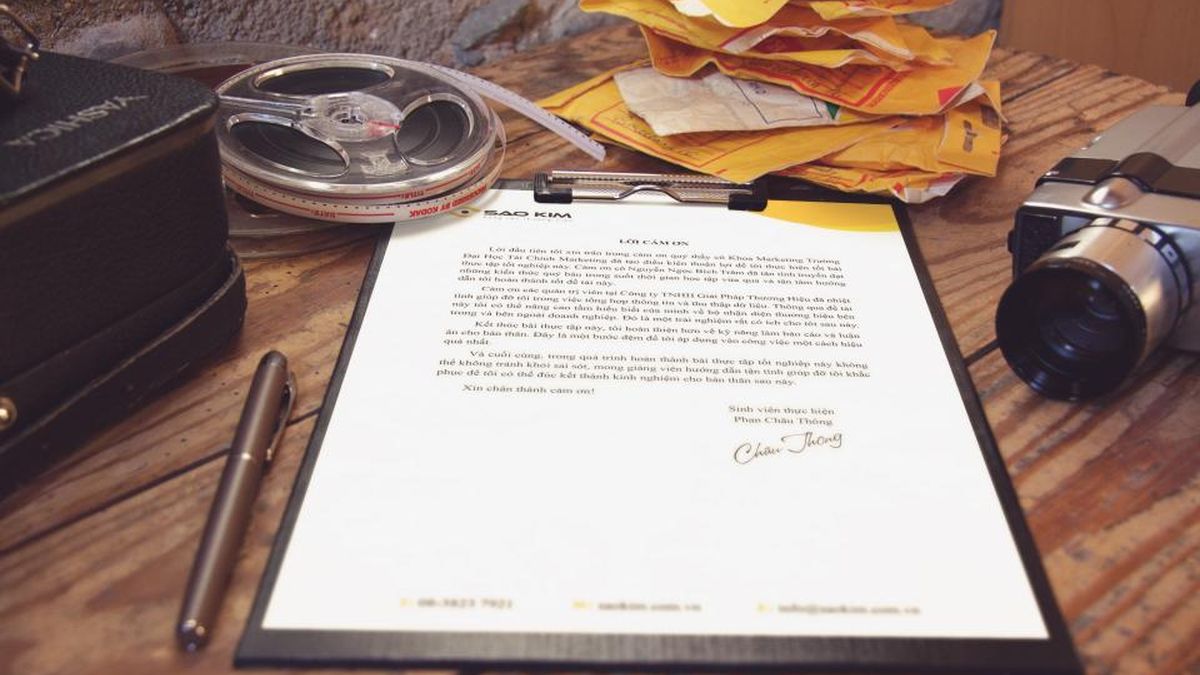 YASHICA
PROCESSED BY KODAK
TITLE:
DATE:
SAO KIM
LỜI CẢM ƠN
Lời đầu tiên tôi xin trân trọng cảm ơn quý thầy cô Khoa Marketing Trường
Đại Học Tài Chính Marketing đã tạo điều kiện thuận lợi để tôi thực hiện tốt bài
thực tập tốt nghiệp này. Cảm ơn cô Nguyễn Ngọc Bích Trâm đã tận tình truyền đạt
những kiến thức quý báu trong suốt thời gian học tập vừa qua và tận tâm hướng
dẫn tôi hoàn thành tốt đề tài này.
Cảm ơn các quản trị viên tại Công ty TNHH Giải Pháp Thương Hiệu đã nhiệt
tình giúp đỡ tôi trong việc tổng hợp thông tin và thu thập dữ liệu. Thông qua đề tài
này tôi có thể nâng cao tầm hiểu biết của mình về bộ nhận diện thương hiệu bên
trong và bên ngoài doanh nghiệp. Đó là một trải nghiệm rất có ích cho tôi sau này.
Kết thúc bài thực tập này, tôi hoàn thiện hơn về kỹ năng làm báo cáo và luận
án cho bản thân. Đây là một bước đệm để tôi áp dụng vào công việc một cách hiệu
quả nhất.
Và cuối cùng, trong quá trình hoàn thành bài thực tập tốt nghiệp này không
thể không tránh khỏi sai sót, mong giảng viên hướng dẫn tận tình giúp đỡ tôi khắc
phục để tôi có thể đúc kết thành kinh nghiệm cho bản thân sau này.
Xin chân thành cảm ơn!
Sinh viên thực hiện
Phan Châu Thông
Châu Thông
08-3823 7921
saokim.com.vn
info@saokim.com.vn